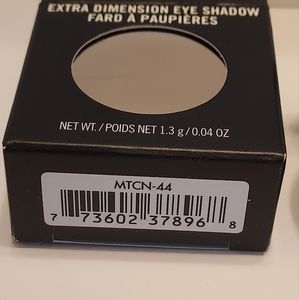 EXTRA DIMENSION EYE SHADOW
FARD À PAUPIÈRES
NET WT. / POIDS NET 1.3 g / 0.04 OZ
MTCN-44
7 73602 37896 8